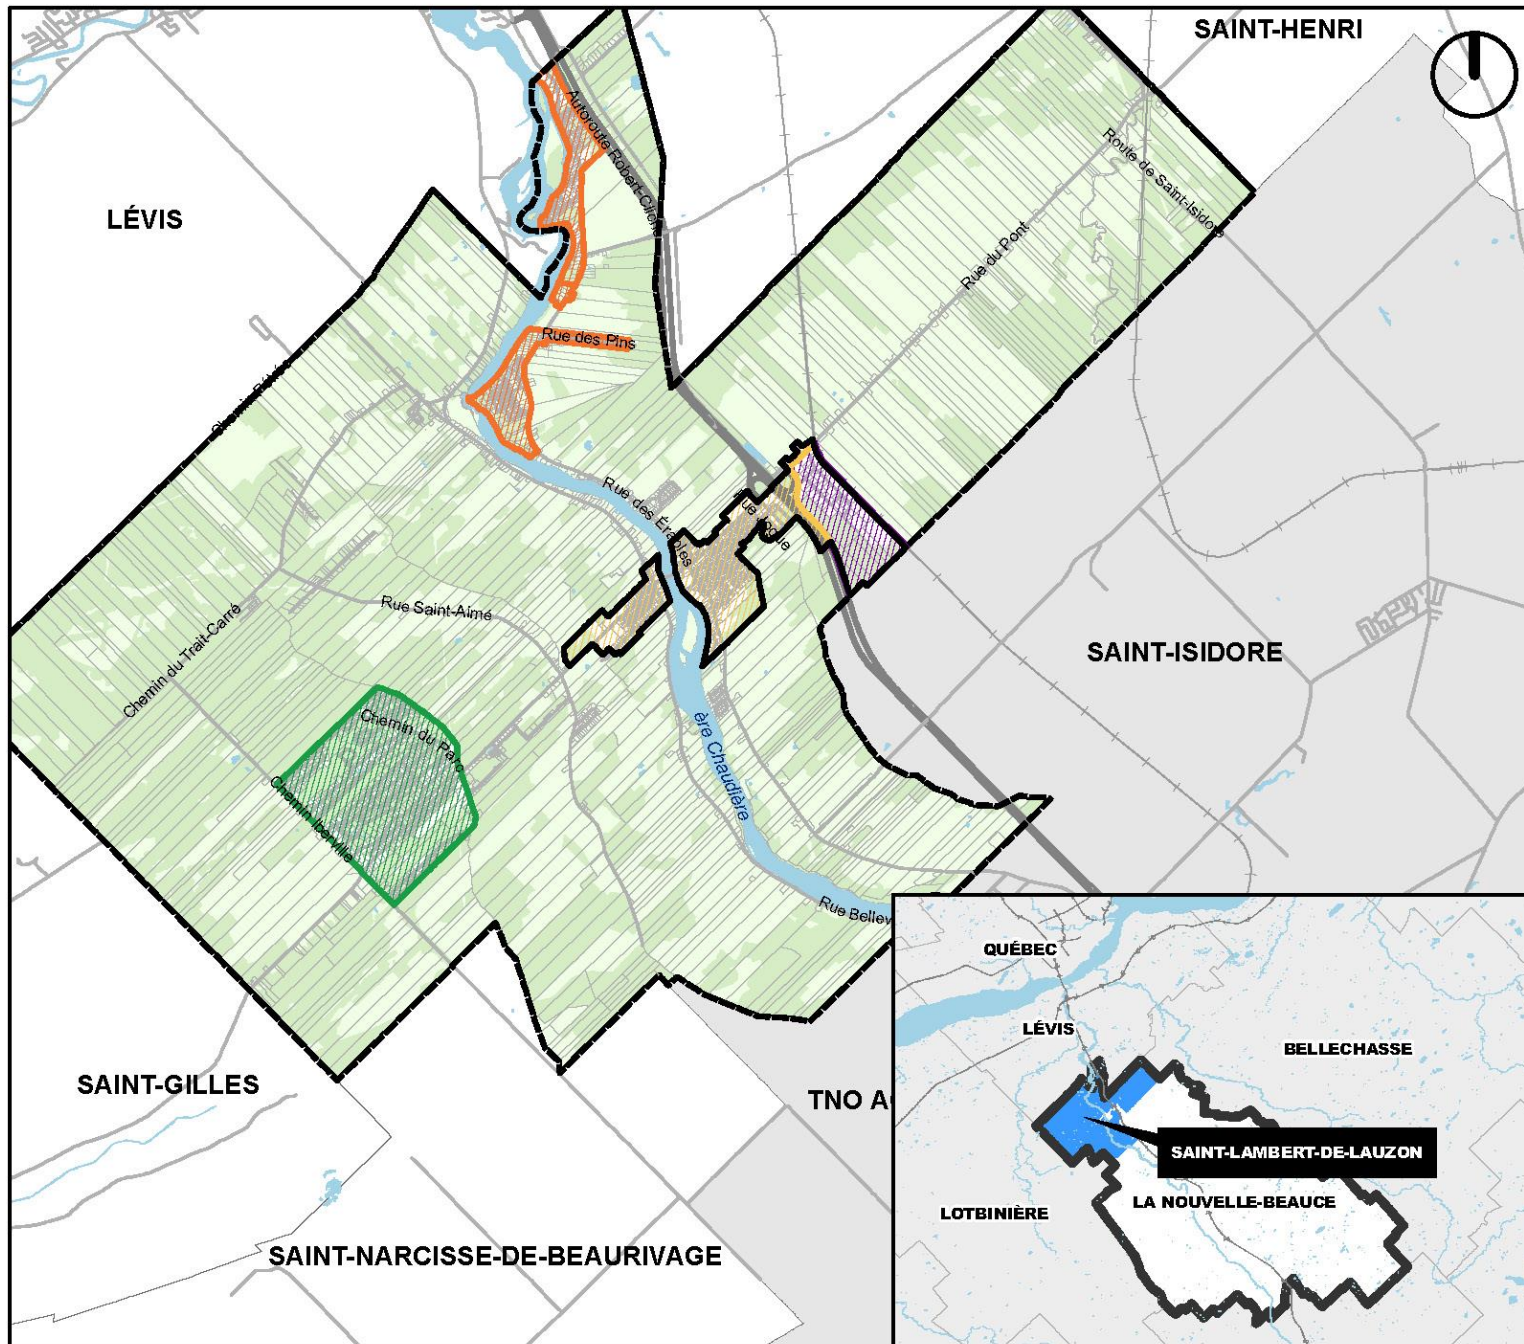 SAINT-HENRI
Autoroute Robert-Cliche
Route de Saint-Isidore
LÉVIS
Rue du Pont
Rue des Pins
Rue des Érables
Rue Saint-Aimé
Chemin du Trait-Carré
SAINT-ISIDORE
Chemin du Parc
ère Chaudière
Chemin Iberville
Rue Bellev
QUÉBEC
LÉVIS
BELLECHASSE
SAINT-GILLES
TNO A
SAINT-LAMBERT-DE-LAUZON
LA NOUVELLE-BEAUCE
LOTBINIÈRE
SAINT-NARCISSE-DE-BEAURIVAGE